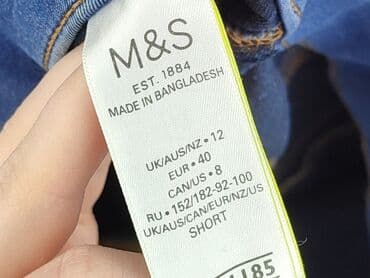 M&S
EST. 1884
MADE IN BANGLADESH
UK/AUS/NZ • 12
EUR • 40
CAN/US • 8
RU • 152/182-92-100
UK/AUS/CAN/EUR/NZ/US
SHORT